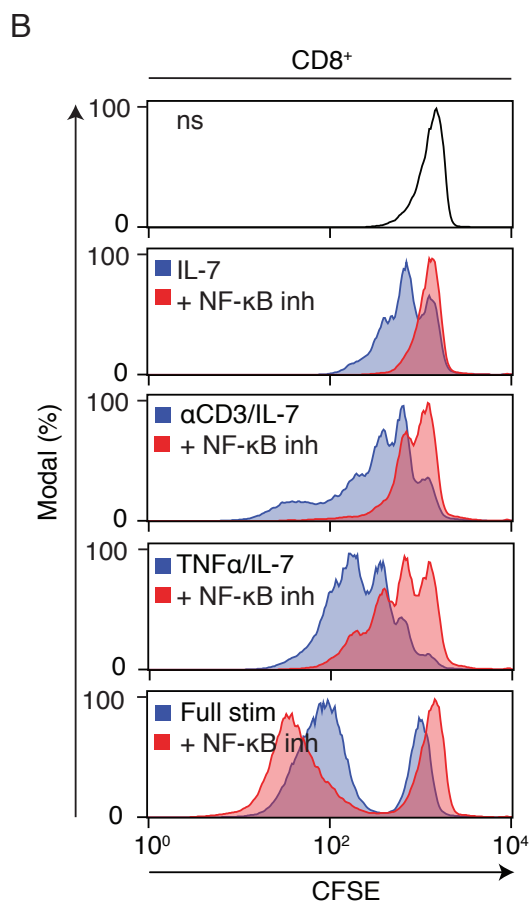 B
CD8⁺
Modal (%)
100
ns
0
100
IL-7
+ NF-κB inh
0
100
αCD3/IL-7
+ NF-κB inh
0
100
TNFα/IL-7
+ NF-κB inh
0
100
Full stim
+ NF-κB inh
0
10⁰ 10² 10⁴
CFSE